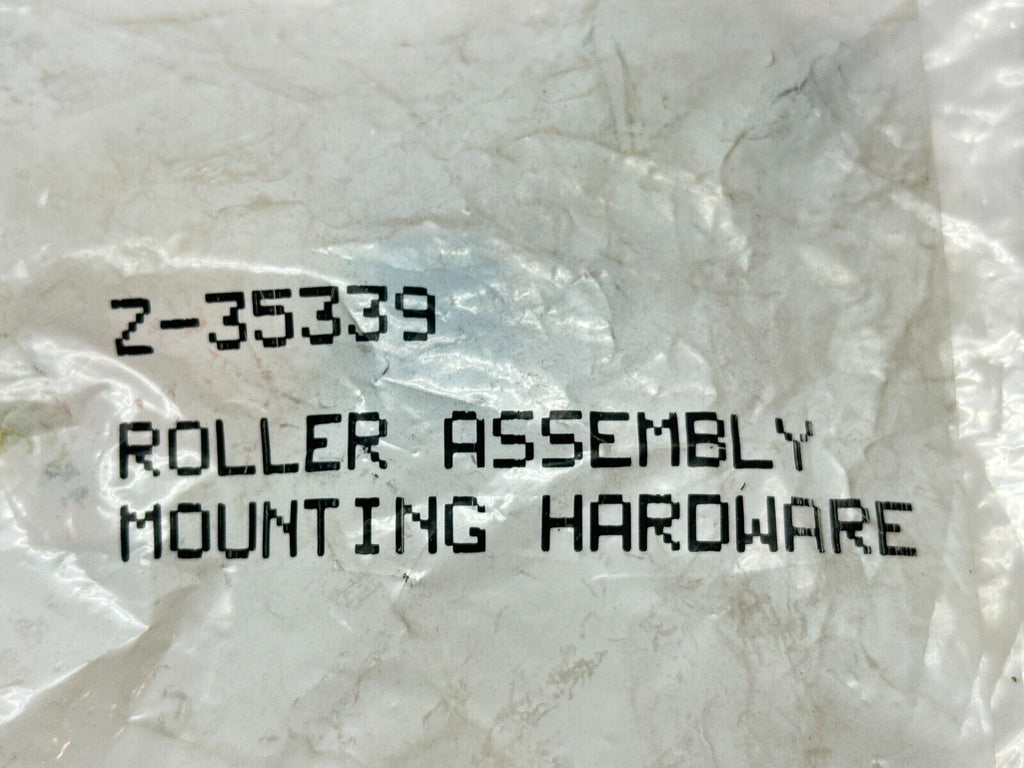 Z-35339
ROLLER ASSEMBLY
MOUNTING HARDWARE